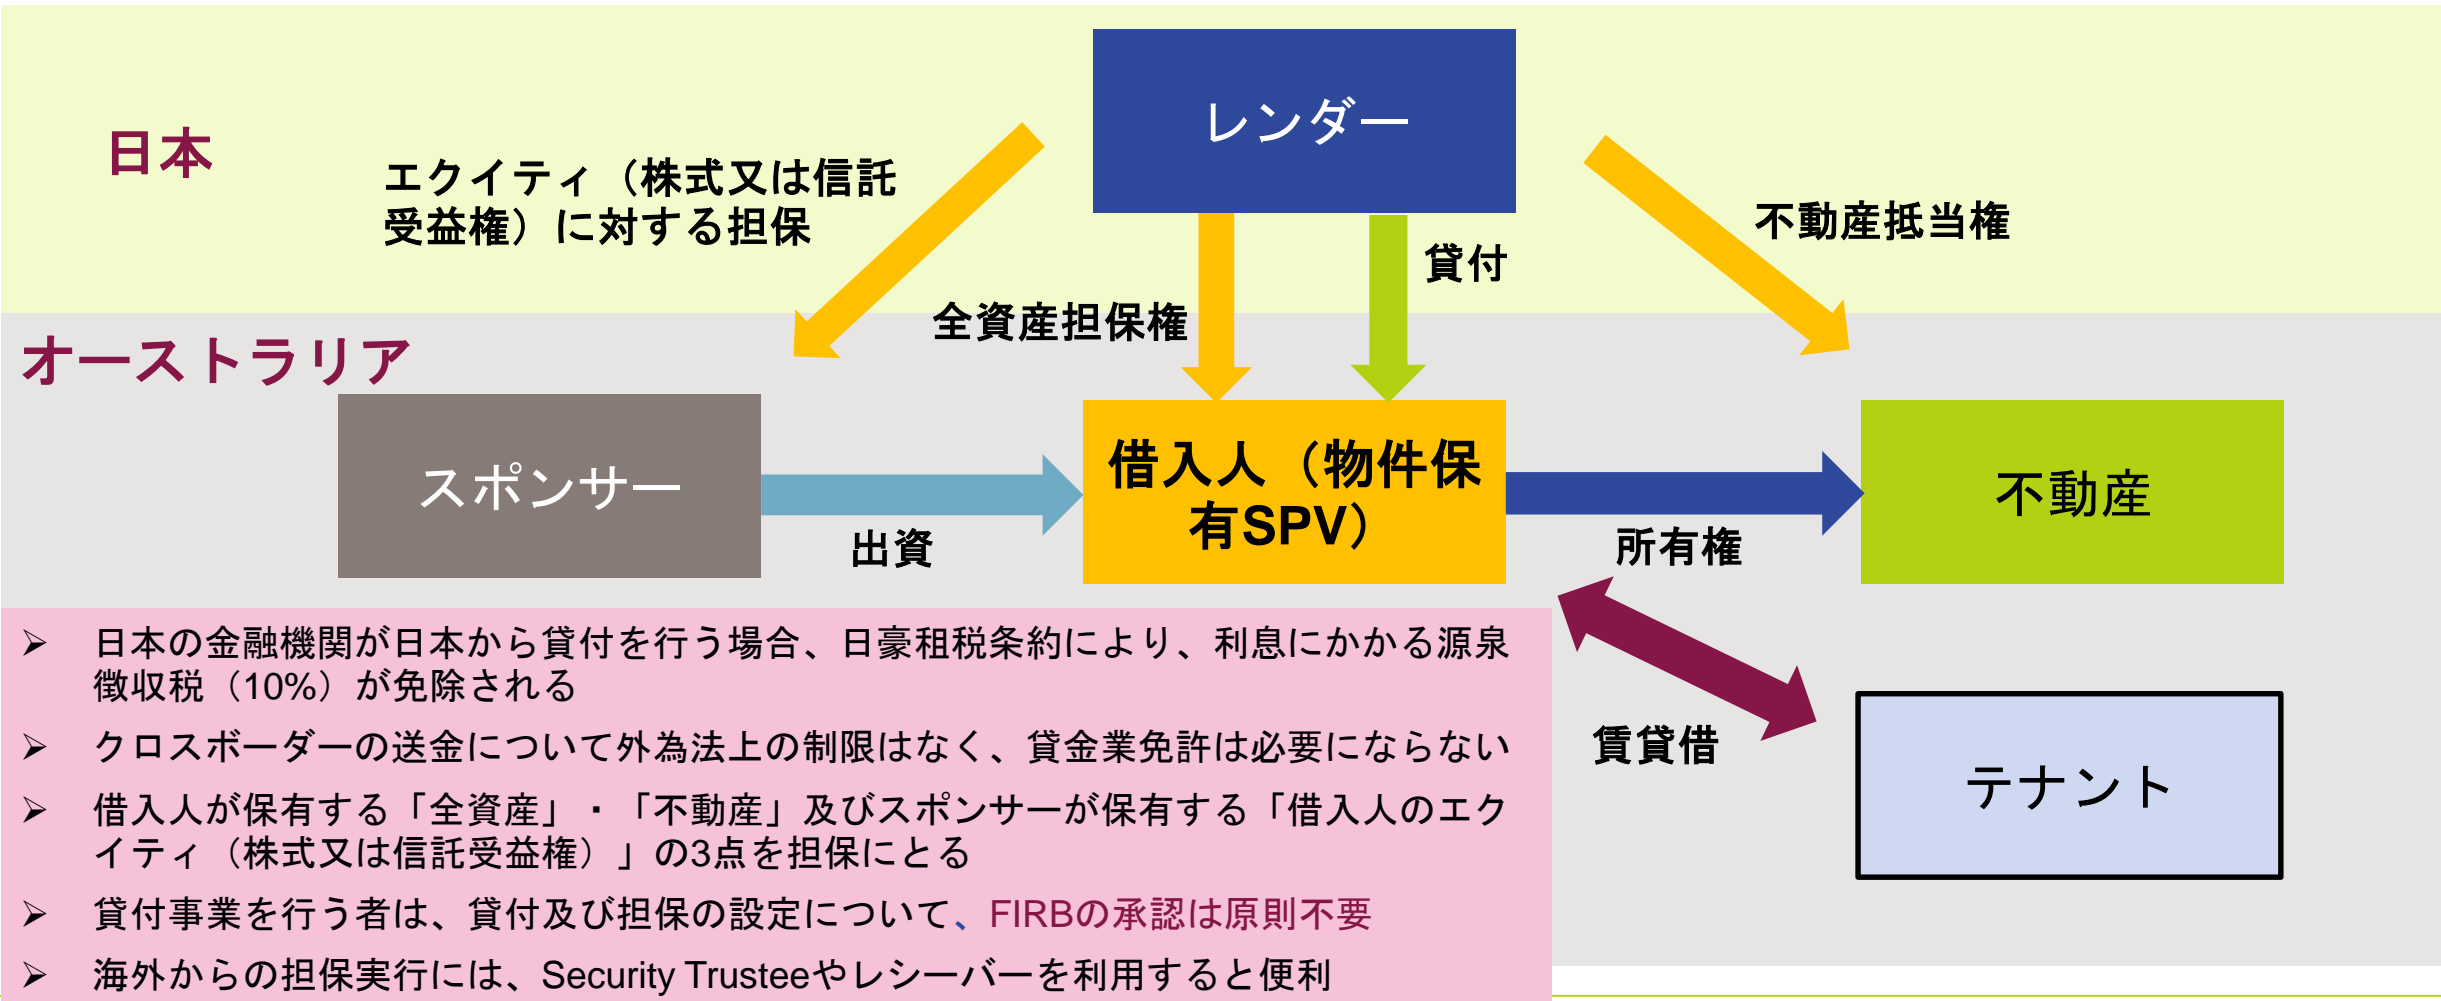 日本
レンダー
エクイティ（株式又は信託
受益権）に対する担保
不動産抵当権
貸付
全資産担保権
オーストラリア
スポンサー
出資
借入人（物件保
有SPV）
所有権
不動産
賃貸借
テナント
➢ 日本の金融機関が日本から貸付を行う場合、日豪租税条約により、利息にかかる源泉
徴収税（10%）が免除される
➢ クロスボーダーの送金について外為法上の制限はなく、貸金業免許は必要にならない
➢ 借入人が保有する「全資産」・「不動産」及びスポンサーが保有する「借入人のエク
イティ（株式又は信託受益権）」の3点を担保にとる
➢ 貸付事業を行う者は、貸付及び担保の設定について、FIRBの承認は原則不要
➢ 海外からの担保実行には、Security Trusteeやレシーバーを利用すると便利